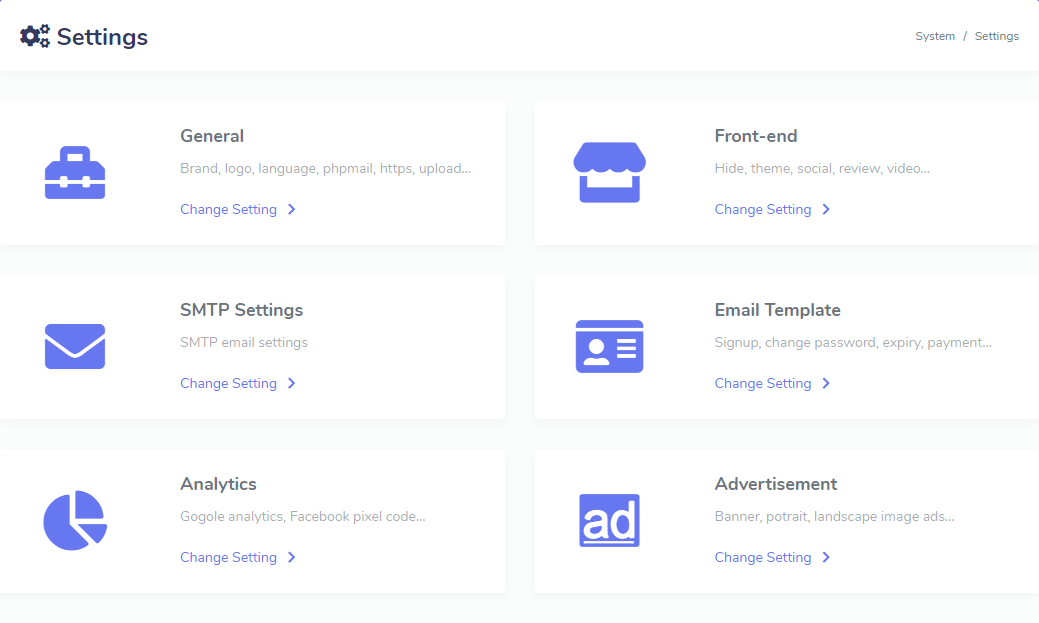 Settings
System / Settings
General
Brand, logo, language, phpmail, https, upload...
Change Setting
Front-end
Hide, theme, social, review, video...
Change Setting
SMTP Settings
SMTP email settings
Change Setting
Email Template
Signup, change password, expiry, payment...
Change Setting
Analytics
Gogole analytics, Facebook pixel code...
Change Setting
ad
Advertisement
Banner, potrait, landscape image ads...
Change Setting